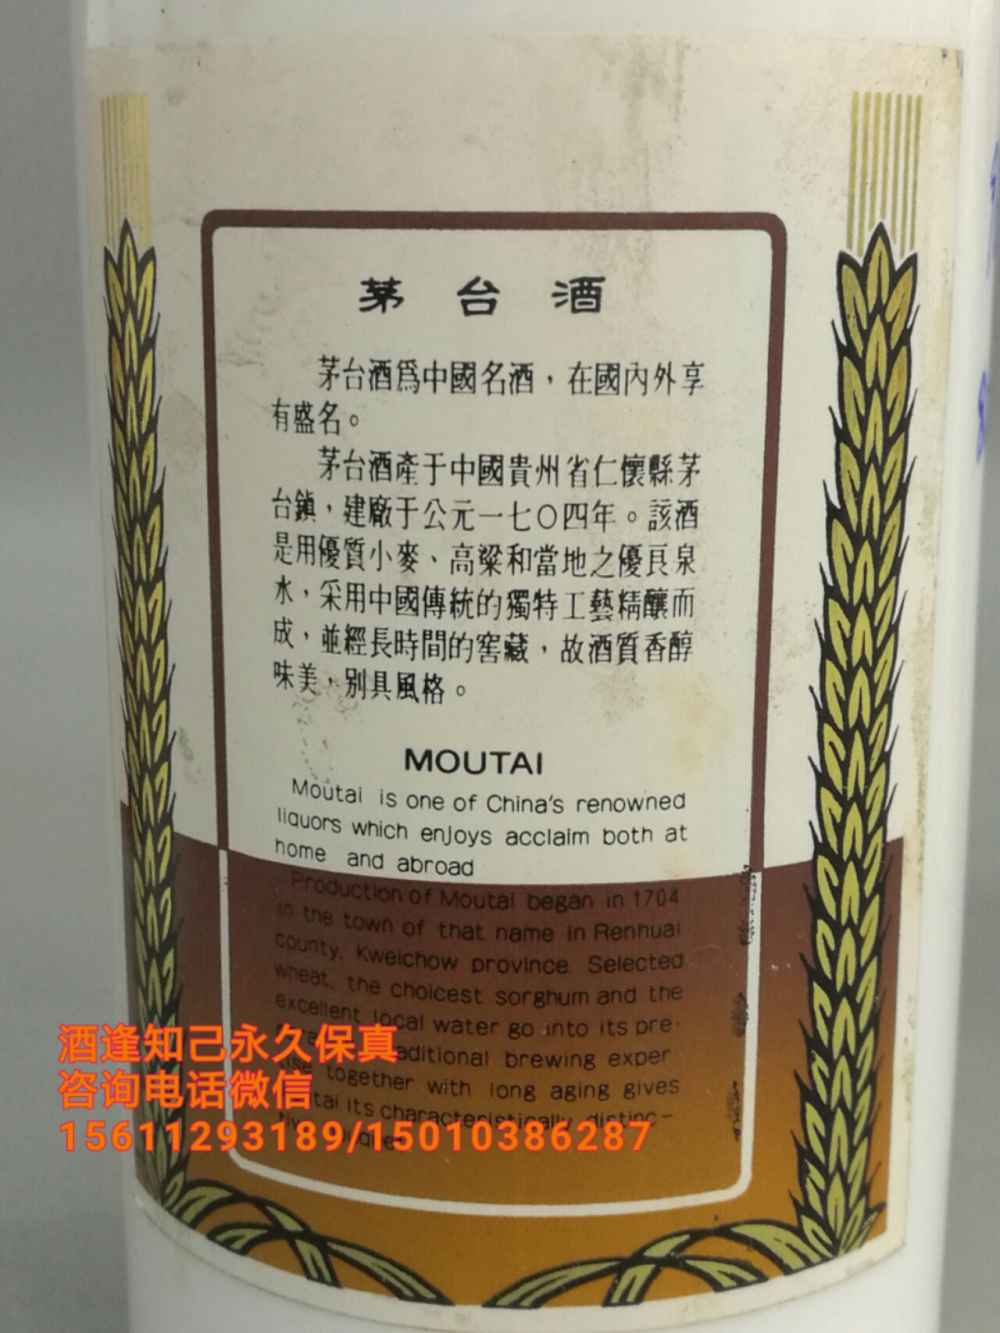 茅台酒
茅台酒爲中國名酒，在國內外享
有盛名。
茅台酒產于中國貴州省仁懷縣茅
台鎮，建廠于公元一七〇四年。該酒
是用優質小麥、高粱和當地之優良泉
水，采用中國傳統的獨特工藝精釀而
成，並經長時間的窖藏，故酒質香醇
味美，别具風格。
MOUTAI
Moutai is one of China's renowned
liquors which enjoys acclaim both at
home and abroad
Production of Moutai began in 1704
in the town of that name in Renhuai
county, Kweichow province. Selected
wheat, the choicest sorghum and the
excellent local water go into its pre-
aditional brewing exper
together with long aging gives
tai its characteristically distinc-
酒逢知己永久保真
咨询电话微信
15611293189/15010386287